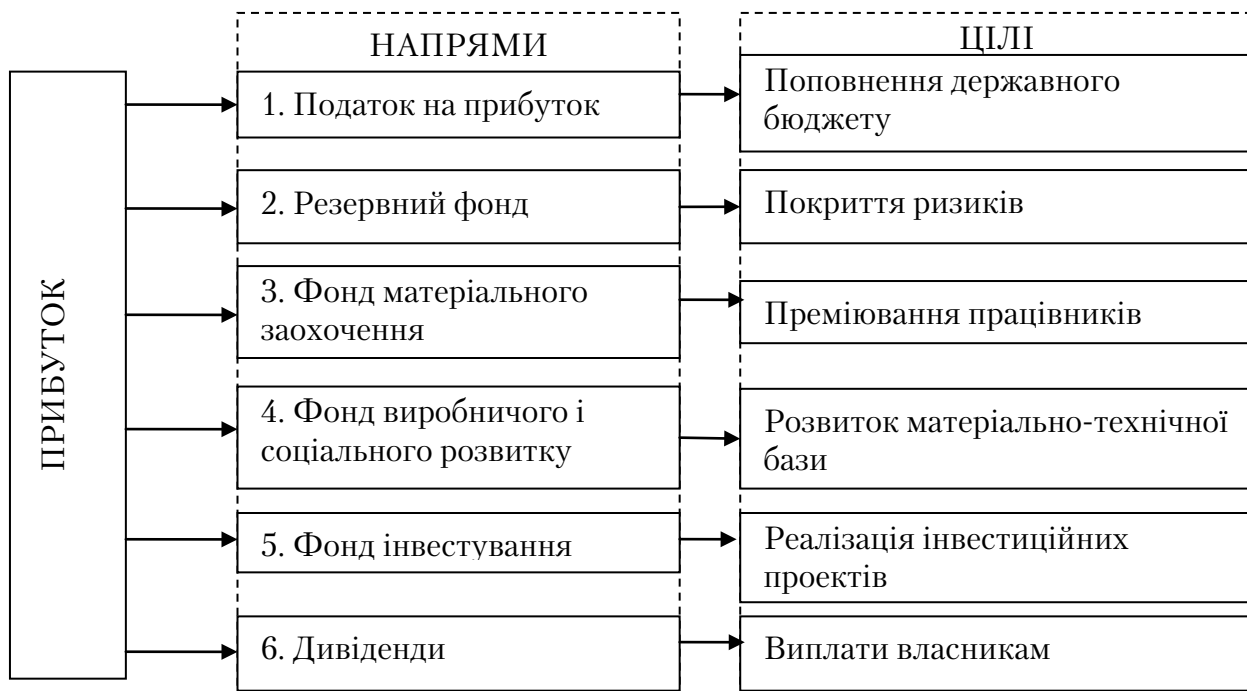 НАПРЯМИ
ЦІЛІ
ПРИБУТОК
1. Податок на прибуток
Поповнення державного
бюджету
2. Резервний фонд
Покриття ризиків
3. Фонд матеріального
заохочення
Преміювання працівників
4. Фонд виробничого і
соціального розвитку
Розвиток матеріально-технічної
бази
5. Фонд інвестування
Реалізація інвестиційних
проектів
6. Дивіденди
Виплати власникам